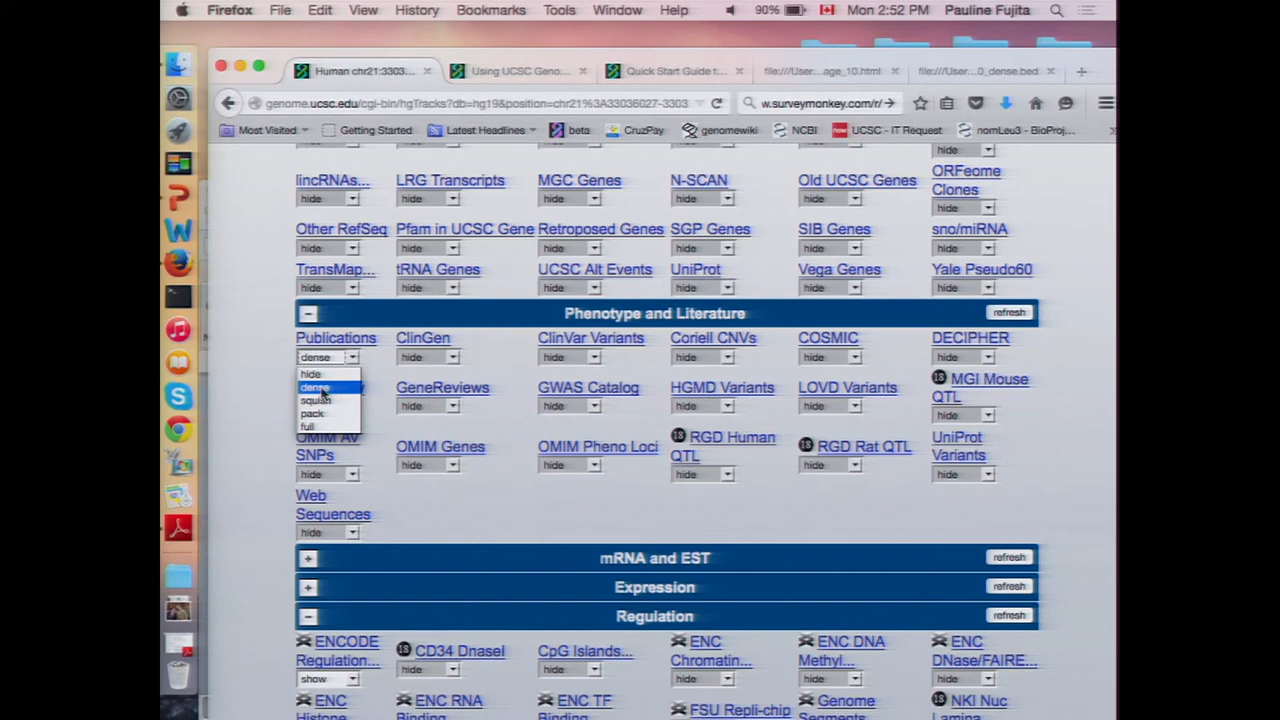 Firefox File Edit View History Bookmarks Tools Window Help 90% Mon 2:52 PM Pauline Fujita
Human chr21:3303... Using UCSC Geno... Quick Start Guide t... file:///User...age_10.html file:///User...0_dense.bed
genome.ucsc.edu/cgi-bin/hgTracks?db=hg19&position=chr21%3A33036027-3303 w.surveymonkey.com/r/
Most Visited Getting Started Latest Headlines beta CruzPay genomewiki NCBI UCSC - IT Request nomLeu3 - BioProj...
hide
lincRNAs... LRG Transcripts MGC Genes N-SCAN Old UCSC Genes ORFeome Clones
hide hide hide hide hide hide
Other RefSeq Pfam in UCSC Gene Retroposed Genes SGP Genes SIB Genes sno/miRNA
hide hide hide hide hide hide
TransMap... tRNA Genes UCSC Alt Events UniProt Vega Genes Yale Pseudo60
hide hide hide hide hide hide
- Phenotype and Literature refresh
Publications ClinGen ClinVar Variants Coriell CNVs COSMIC DECIPHER
dense hide hide hide hide hide
hide
dense
squish
pack
full
GeneReviews GWAS Catalog HGMD Variants LOVD Variants 18 MGI Mouse QTL
hide hide hide hide hide
OMIM AV SNPs OMIM Genes OMIM Pheno Loci 18 RGD Human QTL 18 RGD Rat QTL UniProt Variants
hide hide hide hide hide hide
Web Sequences
hide
+ mRNA and EST refresh
+ Expression refresh
- Regulation refresh
ENCODE Regulation... 18 CD34 DnaseI CpG Islands... ENC Chromatin... ENC DNA Methyl... ENC DNase/FAIRE...
show hide hide hide hide hide
ENC Histone ENC RNA Binding ENC TF Binding FSU Repli-chip Genome Segments 18 NKI Nuc Lamina